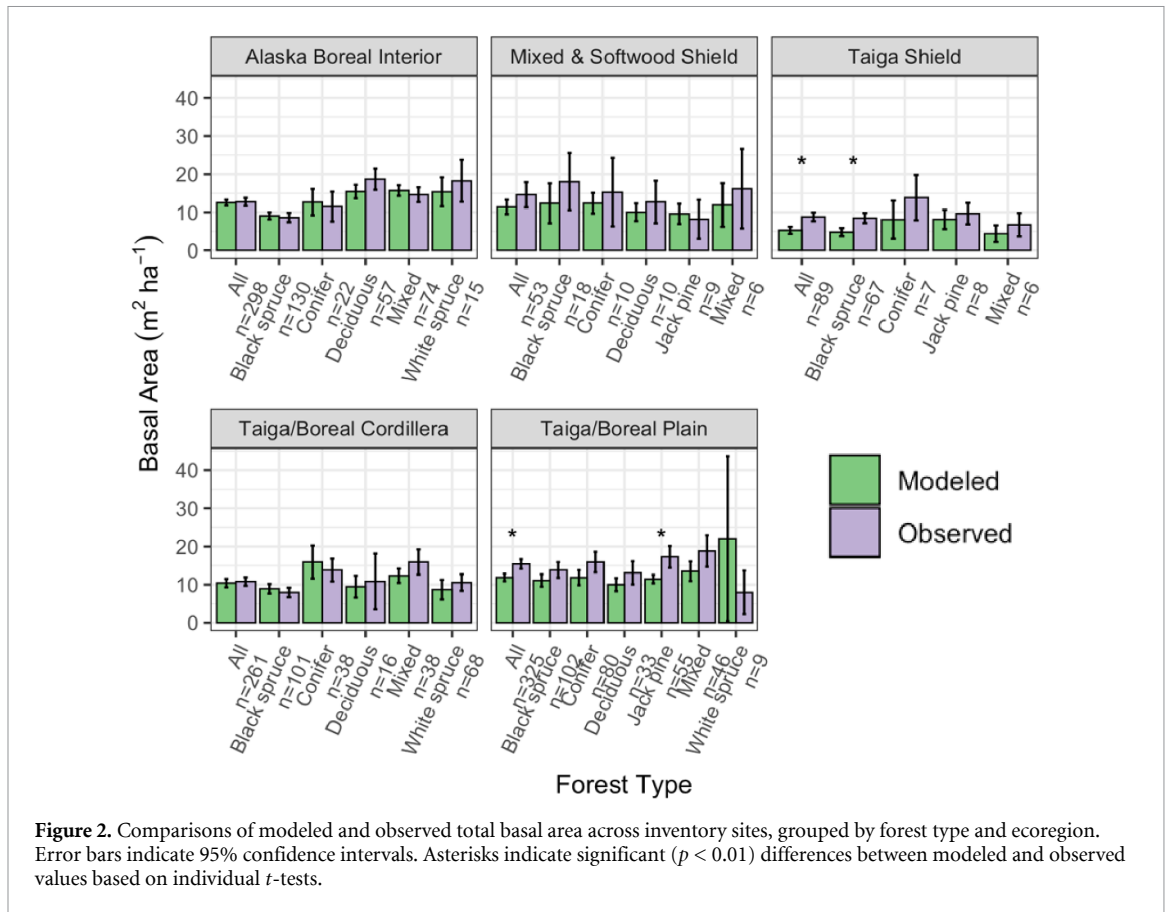 Alaska Boreal Interior
Mixed & Softwood Shield
Taiga Shield
Basal Area (m² ha⁻¹)
40
30
20
10
0
* *
All
n=298
Black spruce
n=130
Conifer
n=22
Deciduous
n=57
Mixed
n=74
White spruce
n=15
All
n=53
Black spruce
n=18
Conifer
n=10
Deciduous
n=10
Jack pine
n=9
Mixed
n=6
All
n=89
Black spruce
n=67
Conifer
n=7
Jack pine
n=8
Mixed
n=6
Taiga/Boreal Cordillera
Taiga/Boreal Plain
40
30
20
10
0
* *
All
n=261
Black spruce
n=101
Conifer
n=38
Deciduous
n=16
Mixed
n=38
White spruce
n=68
All
n=325
Black spruce
n=102
Conifer
n=80
Deciduous
n=33
Jack pine
n=55
Mixed
n=46
White spruce
n=9
Modeled
Observed
Forest Type
Figure 2. Comparisons of modeled and observed total basal area across inventory sites, grouped by forest type and ecoregion.
Error bars indicate 95% confidence intervals. Asterisks indicate significant (p < 0.01) differences between modeled and observed
values based on individual t-tests.